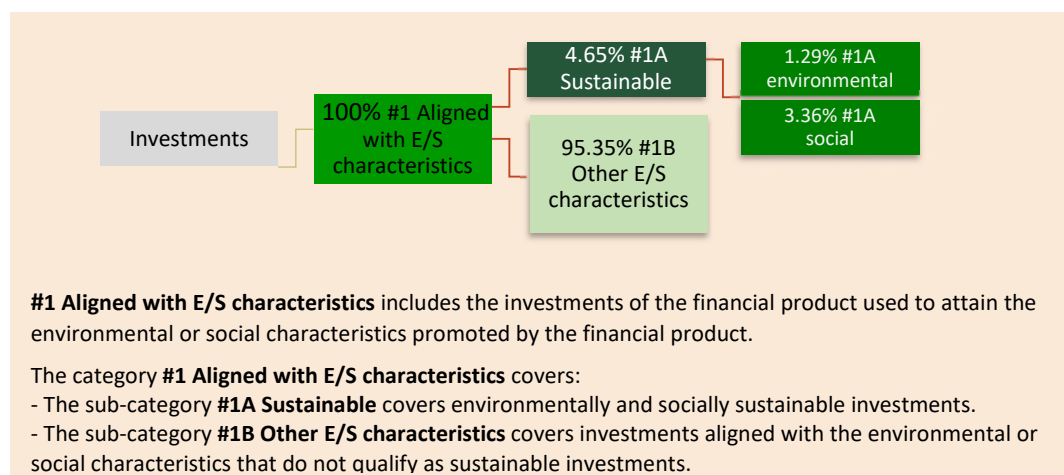 Investments
100% #1 Aligned
with E/S
characteristics
4.65% #1A
Sustainable
95.35% #1B
Other E/S
characteristics
1.29% #1A
environmental
3.36% #1A
social
#1 Aligned with E/S characteristics includes the investments of the financial product used to attain the
environmental or social characteristics promoted by the financial product.
The category #1 Aligned with E/S characteristics covers:
- The sub-category #1A Sustainable covers environmentally and socially sustainable investments.
- The sub-category #1B Other E/S characteristics covers investments aligned with the environmental or
social characteristics that do not qualify as sustainable investments.